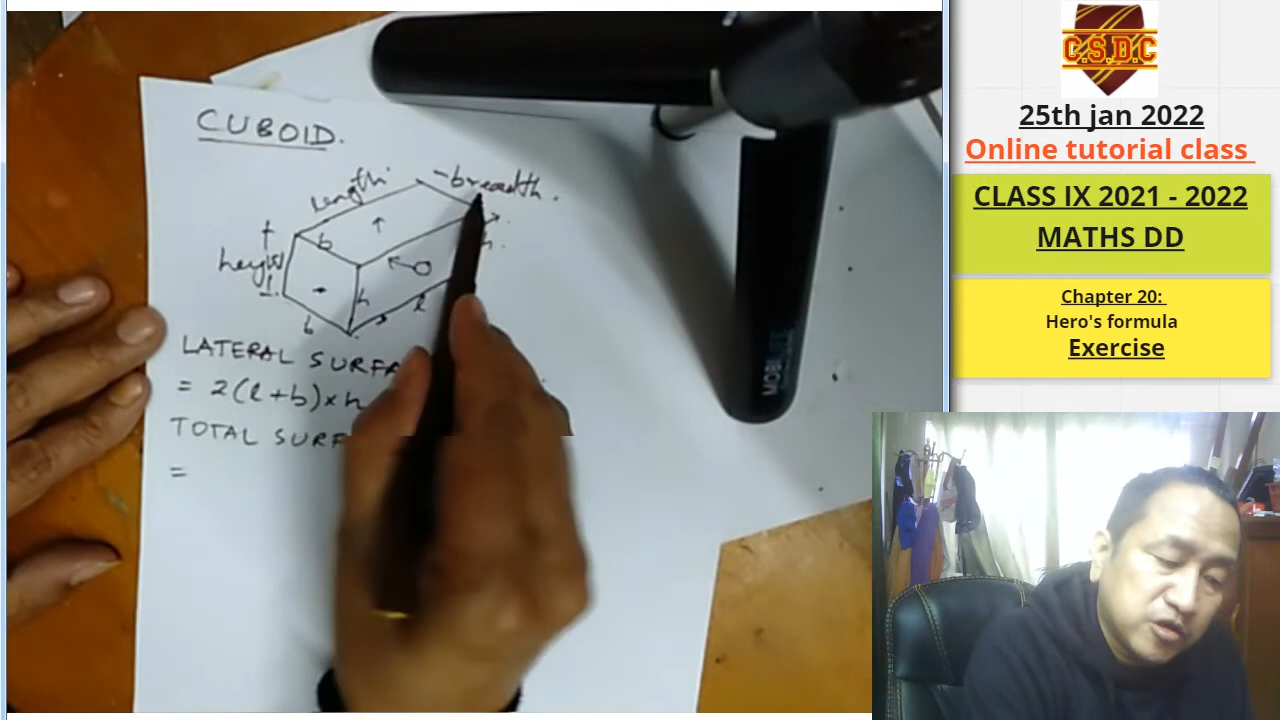 CUBOID.
Length
-breadth.
b
height
h.
h
l
b
LATERAL SURFA
= 2(l+b)×h
TOTAL SURF
=
C.S.D.C
25th jan 2022
Online tutorial class
CLASS IX 2021 - 2022
MATHS DD
Chapter 20:
Hero's formula
Exercise